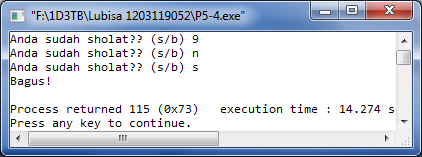 "F:\1D3TB\Lubisa 1203119052\P5-4.exe"
Anda sudah sholat?? (s/b) 9
Anda sudah sholat?? (s/b) n
Anda sudah sholat?? (s/b) s
Bagus!
Process returned 115 (0x73)   execution time : 14.274 s
Press any key to continue.